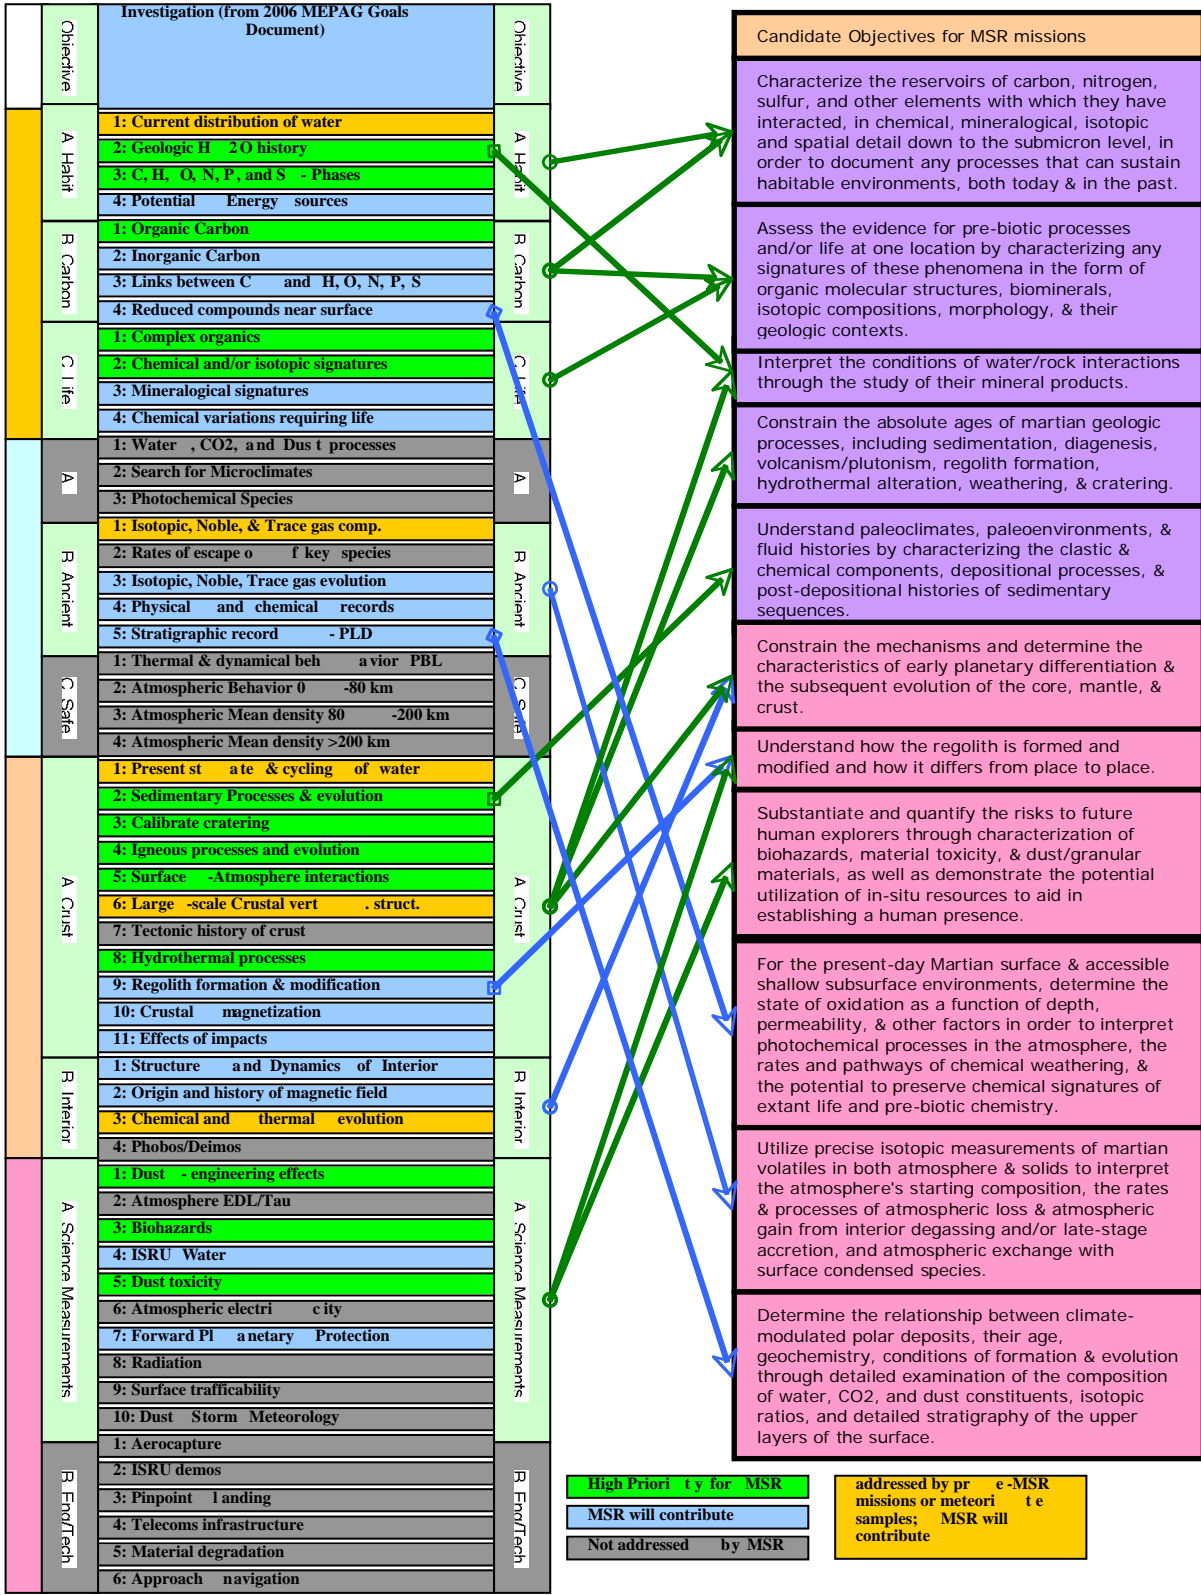 Investigation (from 2006 MEPAG Goals
Document)
Objective
Objective
A Habit
A Habit
1: Current distribution of water
2: Geologic H 2O history
3: C, H, O, N, P, and S - Phases
4: Potential Energy sources
B Carbon
B Carbon
1: Organic Carbon
2: Inorganic Carbon
3: Links between C and H, O, N, P, S
4: Reduced compounds near surface
C Life
C Life
1: Complex organics
2: Chemical and/or isotopic signatures
3: Mineralogical signatures
4: Chemical variations requiring life
A
A
1: Water , CO2, and Dus t processes
2: Search for Microclimates
3: Photochemical Species
B Ancient
B Ancient
1: Isotopic, Noble, & Trace gas comp.
2: Rates of escape o f key species
3: Isotopic, Noble, Trace gas evolution
4: Physical and chemical records
5: Stratigraphic record - PLD
C Safe
C Safe
1: Thermal & dynamical beh avior PBL
2: Atmospheric Behavior 0 -80 km
3: Atmospheric Mean density 80 -200 km
4: Atmospheric Mean density >200 km
A Crust
A Crust
1: Present st ate & cycling of water
2: Sedimentary Processes & evolution
3: Calibrate cratering
4: Igneous processes and evolution
5: Surface -Atmosphere interactions
6: Large -scale Crustal vert . struct.
7: Tectonic history of crust
8: Hydrothermal processes
9: Regolith formation & modification
10: Crustal magnetization
11: Effects of impacts
B Interior
B Interior
1: Structure and Dynamics of Interior
2: Origin and history of magnetic field
3: Chemical and thermal evolution
4: Phobos/Deimos
A Science Measurements
A Science Measurements
1: Dust - engineering effects
2: Atmosphere EDL/Tau
3: Biohazards
4: ISRU Water
5: Dust toxicity
6: Atmospheric electri c ity
7: Forward Pl anetary Protection
8: Radiation
9: Surface trafficability
10: Dust Storm Meteorology
B Eng/Tech
B Eng/Tech
1: Aerocapture
2: ISRU demos
3: Pinpoint landing
4: Telecoms infrastructure
5: Material degradation
6: Approach navigation
Candidate Objectives for MSR missions
Characterize the reservoirs of carbon, nitrogen,
sulfur, and other elements with which they have
interacted, in chemical, mineralogical, isotopic
and spatial detail down to the submicron level, in
order to document any processes that can sustain
habitable environments, both today & in the past.
Assess the evidence for pre-biotic processes
and/or life at one location by characterizing any
signatures of these phenomena in the form of
organic molecular structures, biominerals,
isotopic compositions, morphology, & their
geologic contexts.
Interpret the conditions of water/rock interactions
through the study of their mineral products.
Constrain the absolute ages of martian geologic
processes, including sedimentation, diagenesis,
volcanism/plutonism, regolith formation,
hydrothermal alteration, weathering, & cratering.
Understand paleoclimates, paleoenvironments, &
fluid histories by characterizing the clastic &
chemical components, depositional processes, &
post-depositional histories of sedimentary
sequences.
Constrain the mechanisms and determine the
characteristics of early planetary differentiation &
the subsequent evolution of the core, mantle, &
crust.
Understand how the regolith is formed and
modified and how it differs from place to place.
Substantiate and quantify the risks to future
human explorers through characterization of
biohazards, material toxicity, & dust/granular
materials, as well as demonstrate the potential
utilization of in-situ resources to aid in
establishing a human presence.
For the present-day Martian surface & accessible
shallow subsurface environments, determine the
state of oxidation as a function of depth,
permeability, & other factors in order to interpret
photochemical processes in the atmosphere, the
rates and pathways of chemical weathering, &
the potential to preserve chemical signatures of
extant life and pre-biotic chemistry.
Utilize precise isotopic measurements of martian
volatiles in both atmosphere & solids to interpret
the atmosphere's starting composition, the rates
& processes of atmospheric loss & atmospheric
gain from interior degassing and/or late-stage
accretion, and atmospheric exchange with
surface condensed species.
Determine the relationship between climate-
modulated polar deposits, their age,
geochemistry, conditions of formation & evolution
through detailed examination of the composition
of water, CO2, and dust constituents, isotopic
ratios, and detailed stratigraphy of the upper
layers of the surface.
High Priori t y for MSR
MSR will contribute
Not addressed by MSR
addressed by pr e -MSR
missions or meteori t e
samples; MSR will
contribute